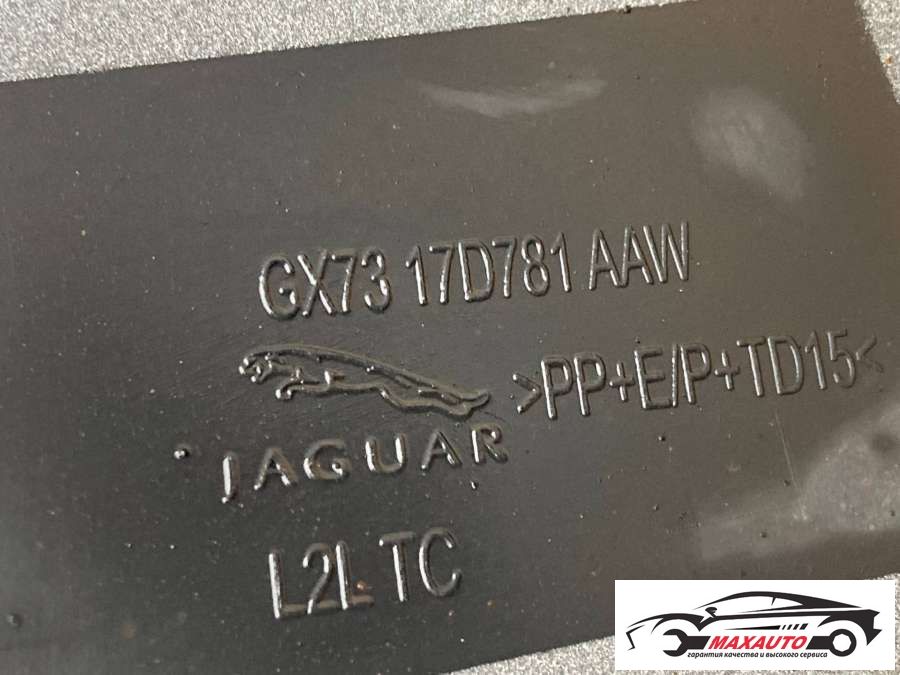 GX73 17D781 AAW
>PP+E/P+TD15<
JAGUAR
L2L TC
MAXAUTO
гарантия качества и высокого сервиса